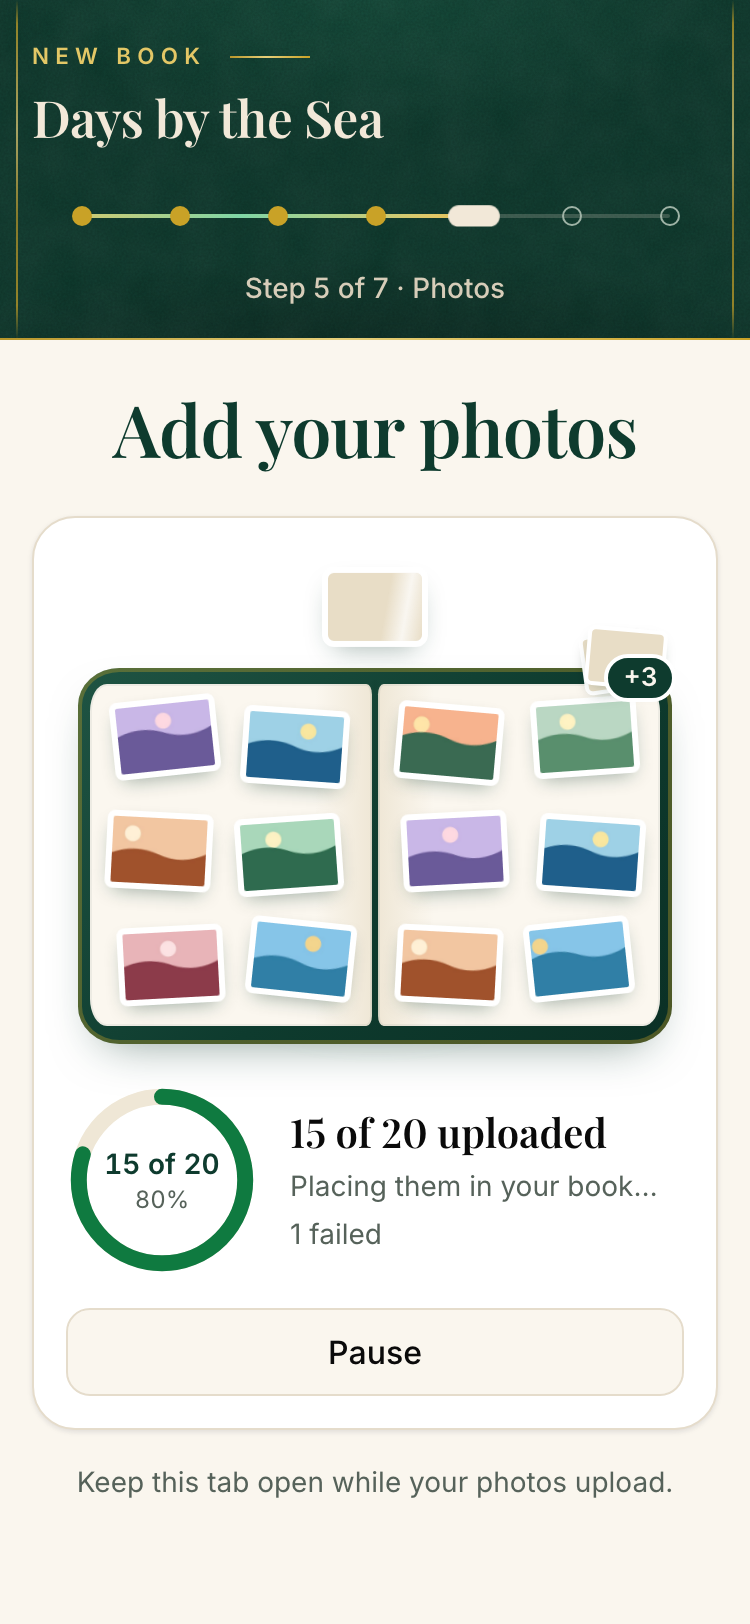 NEW BOOK
Days by the Sea
Step 5 of 7 · Photos
Add your photos
+3
15 of 20
80%
15 of 20 uploaded
Placing them in your book…
1 failed
Pause
Keep this tab open while your photos upload.